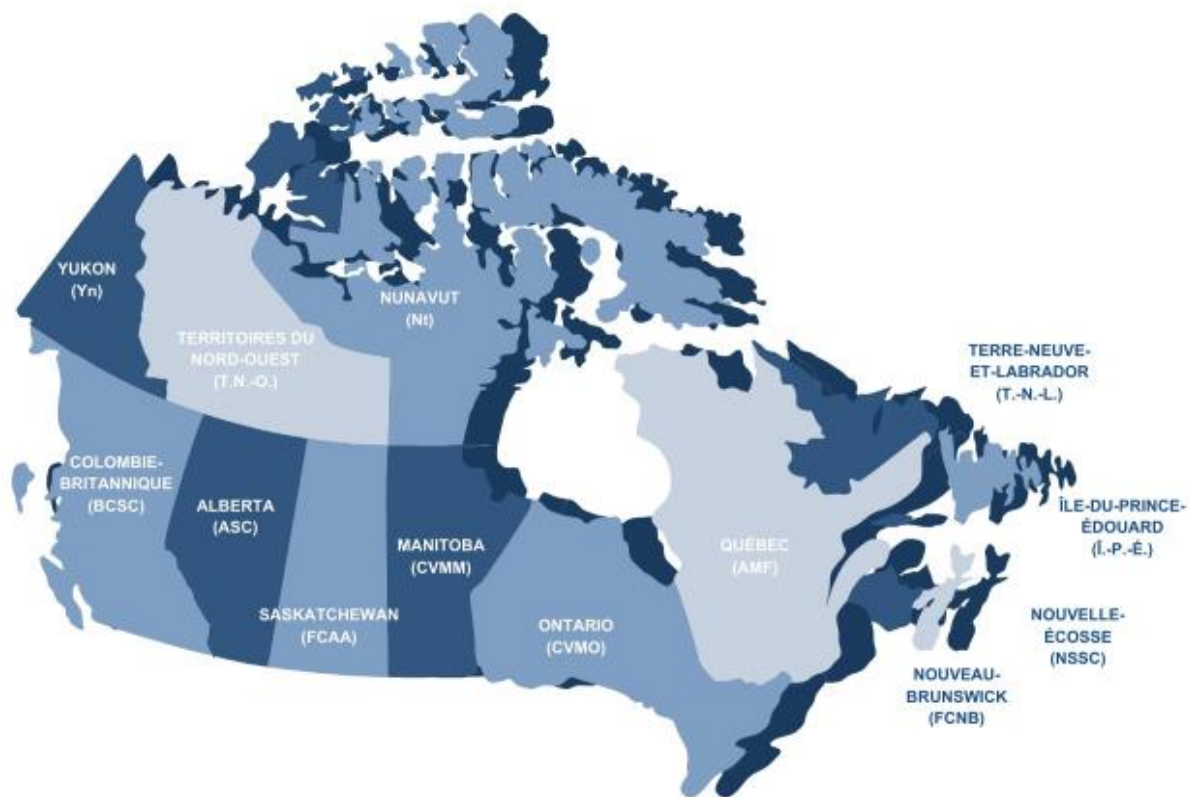 YUKON
(Yn)
TERRITOIRES DU
NORD-OUEST
(T.N.-O.)
NUNAVUT
(Nt)
TERRE-NEUVE-
ET-LABRADOR
(T.-N.-L.)
COLOMBIE-
BRITANNIQUE
(BCSC)
ALBERTA
(ASC)
SASKATCHEWAN
(FCAA)
MANITOBA
(CVMM)
ONTARIO
(CVMO)
QUÉBEC
(AMF)
ÎLE-DU-PRINCE-
ÉDOUARD
(Î.-P.-É.)
NOUVELLE-
ÉCOSSE
(NSSC)
NOUVEAU-
BRUNSWICK
(FCNB)